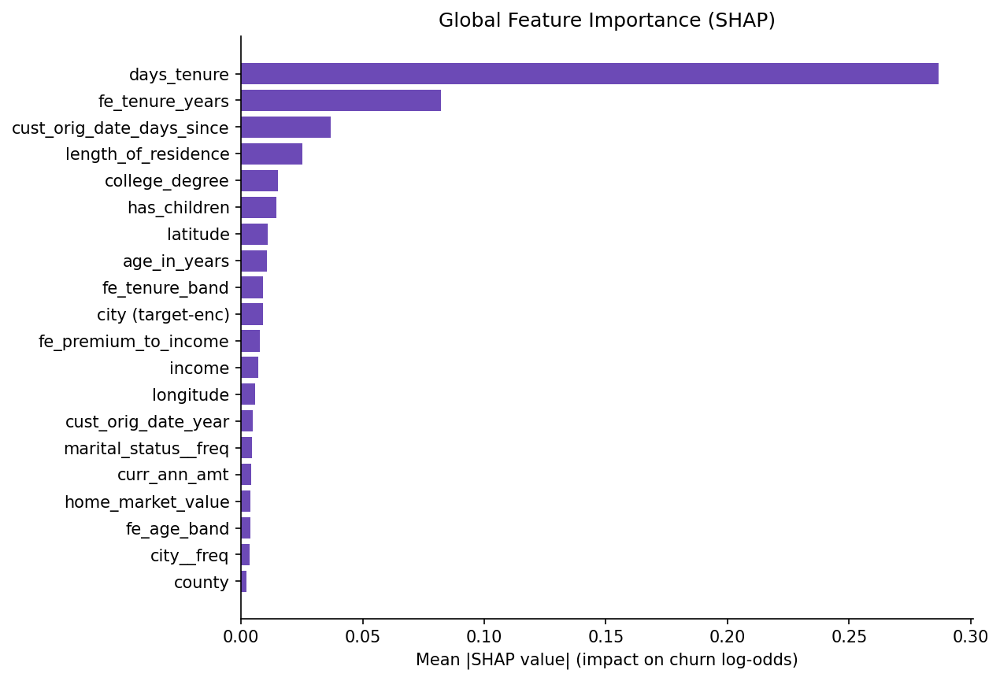 Global Feature Importance (SHAP)
days_tenure
fe_tenure_years
cust_orig_date_days_since
length_of_residence
college_degree
has_children
latitude
age_in_years
fe_tenure_band
city (target-enc)
fe_premium_to_income
income
longitude
cust_orig_date_year
marital_status__freq
curr_ann_amt
home_market_value
fe_age_band
city__freq
county
0.00 0.05 0.10 0.15 0.20 0.25 0.30
Mean |SHAP value| (impact on churn log-odds)